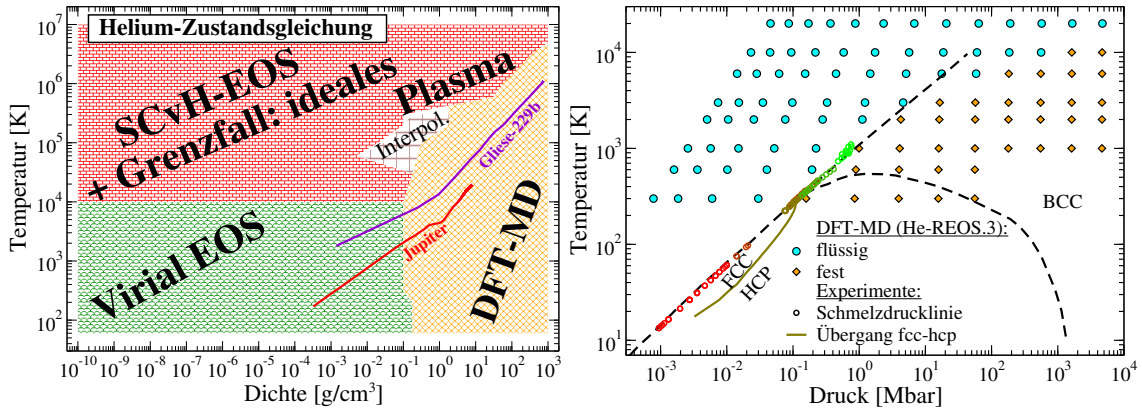 Helium-Zustandsgleichung
SCvH-EOS
+ Grenzfall: ideales Plasma
Interpol.
Gliese-229b
Jupiter
Virial EOS
DFT-MD
Temperatur [K]
10^7
10^6
10^5
10^4
10^3
10^2
10^-10 10^-9 10^-8 10^-7 10^-6 10^-5 10^-4 10^-3 10^-2 10^-1 10^0 10^1 10^2 10^3
Dichte [g/cm^3]
Temperatur [K]
10^4
10^3
10^2
10^1
BCC
FCC
HCP
DFT-MD (He-REOS.3):
flüssig
fest
Experimente:
Schmelzdrucklinie
Übergang fcc-hcp
10^-3 10^-2 10^-1 10^0 10^1 10^2 10^3 10^4
Druck [Mbar]